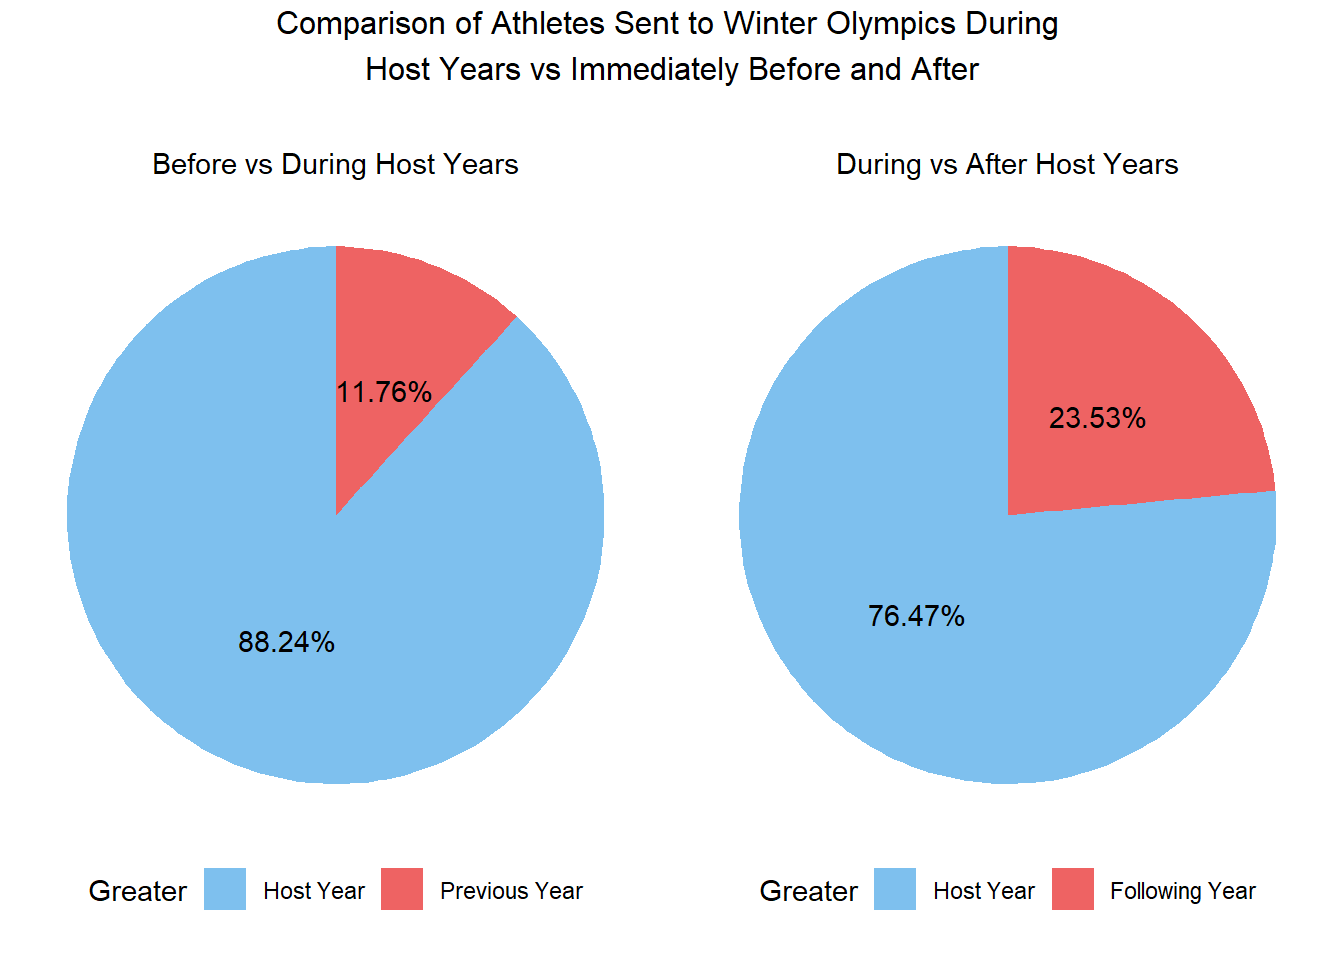 Comparison of Athletes Sent to Winter Olympics During
Host Years vs Immediately Before and After
Before vs During Host Years
11.76%
88.24%
Greater Host Year Previous Year
During vs After Host Years
23.53%
76.47%
Greater Host Year Following Year